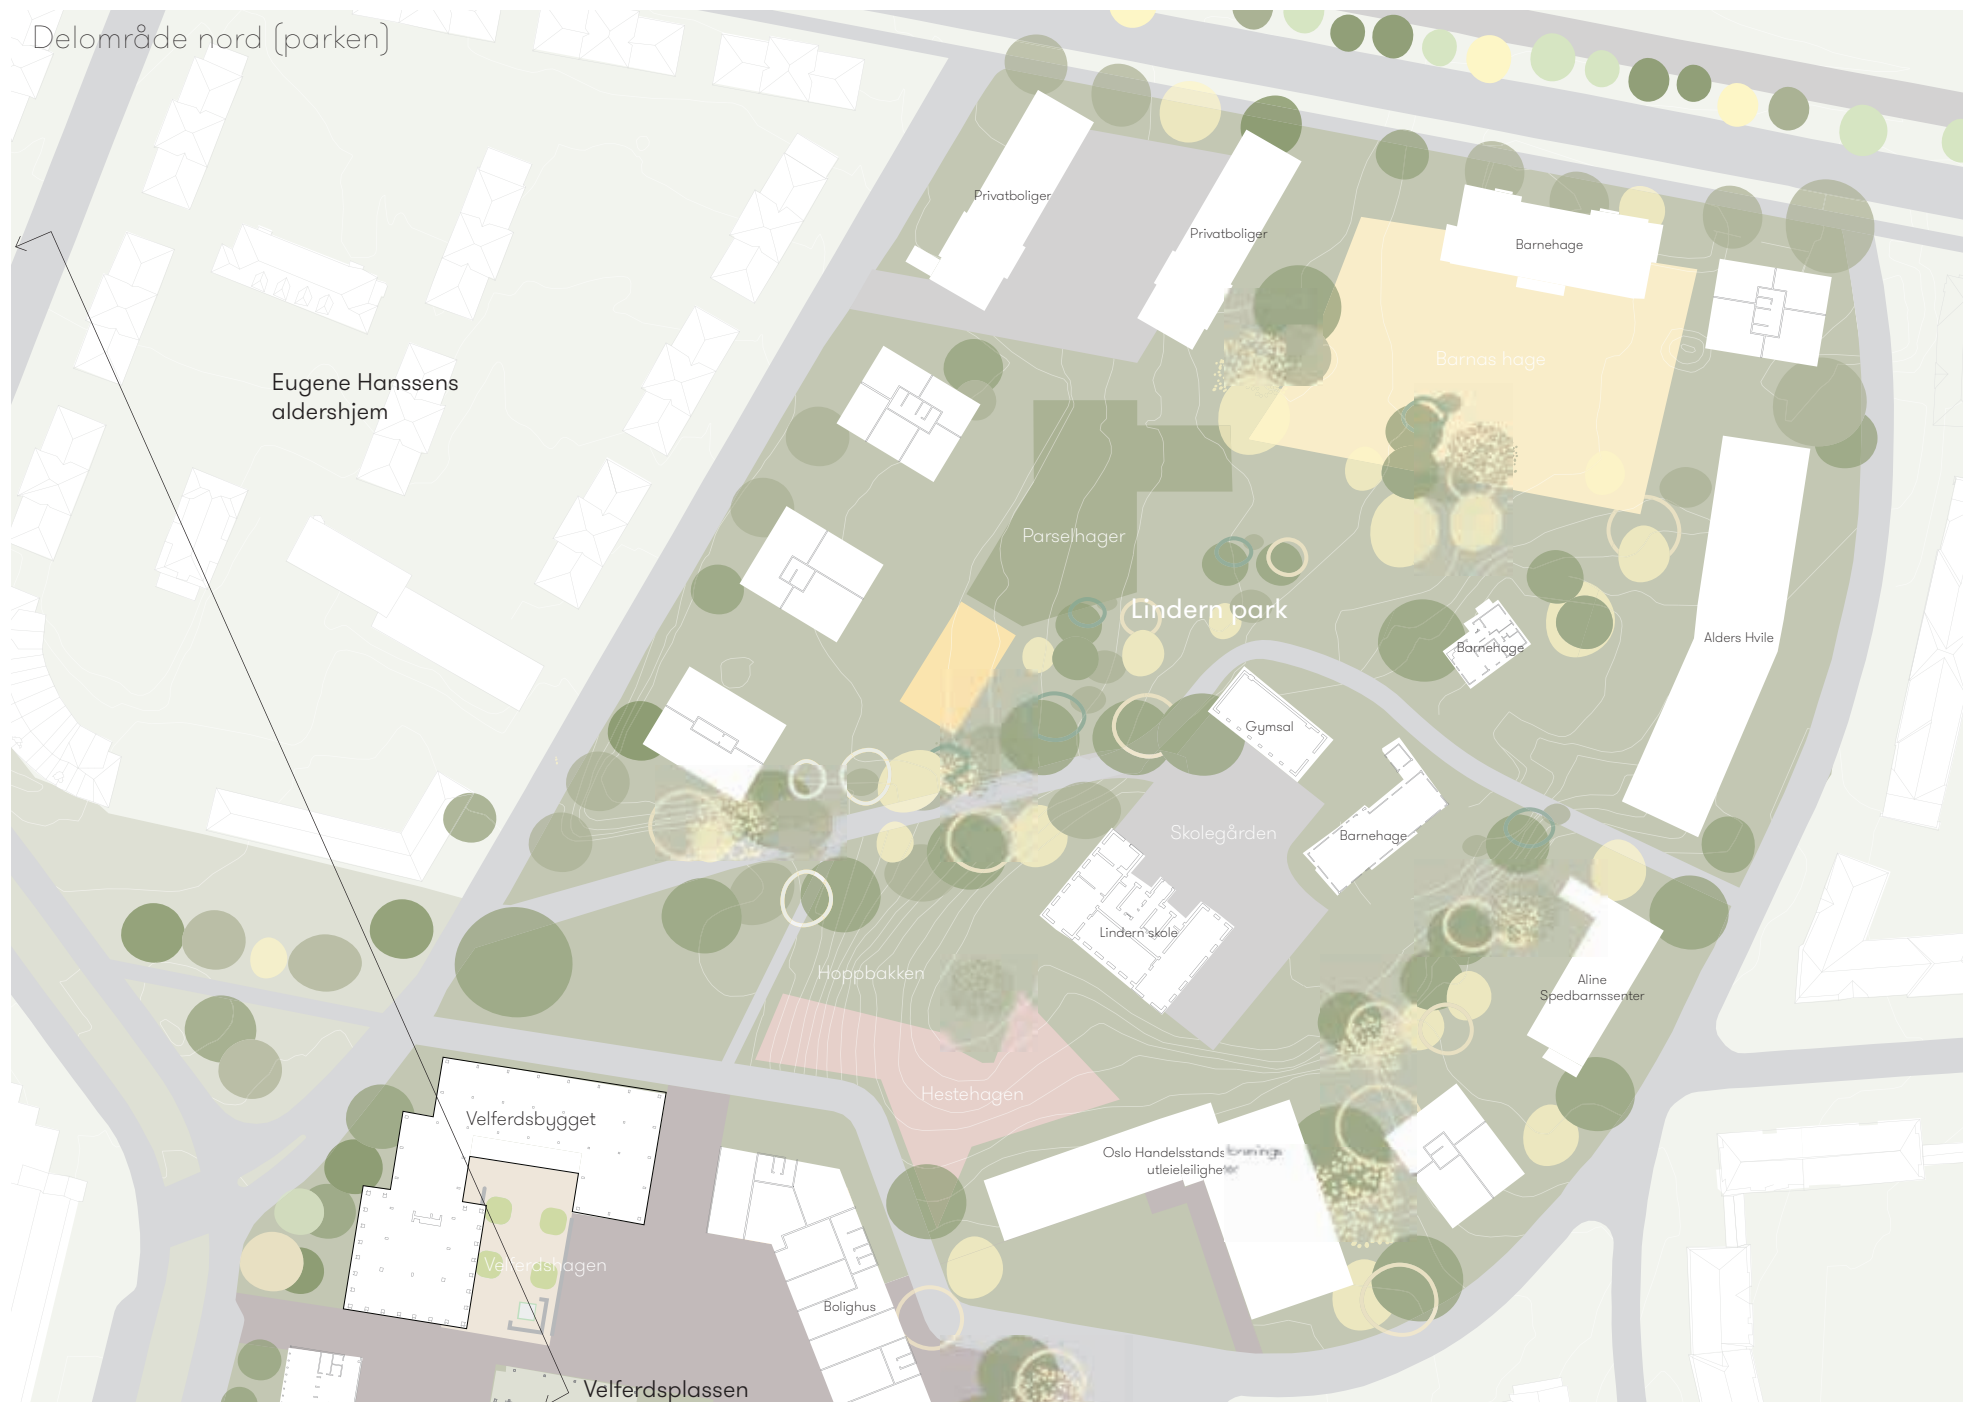 Delområde nord (parken)
Privatboliger
Privatboliger
Barnehage
Barnas hage
Eugene Hanssens
aldershjem
Parselhager
Lindern park
Alders Hvile
Barnehage
Gymsal
Skolegården
Barnehage
Lindern skole
Hoppbakken
Aline
Spedbarnssenter
Hestehagen
Velferdsbygget
Oslo Handelsstands
utleieleilighe
Velferdshagen
Bolighus
Velferdsplassen